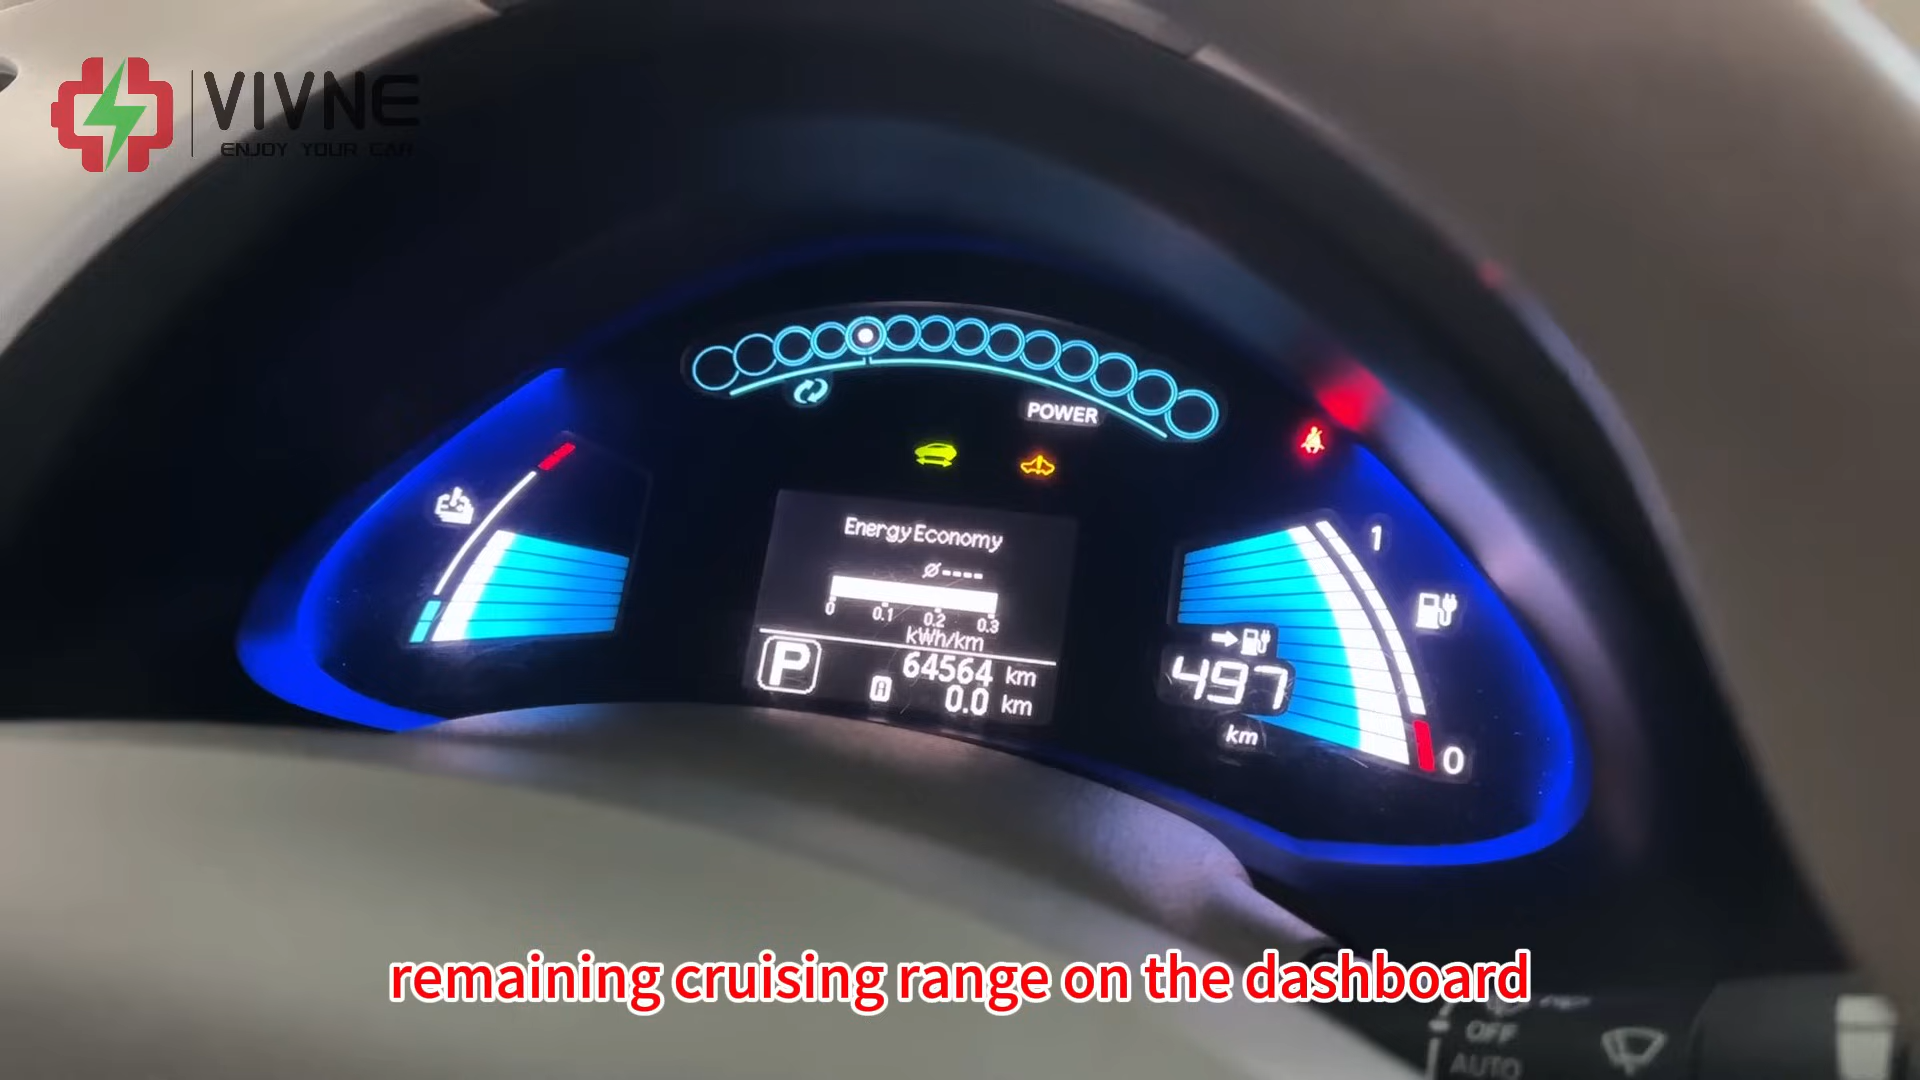 VIVNE
ENJOY YOUR CAR
POWER
Energy Economy
Ø----
0 0.1 0.2 0.3
kWh/km
P
64564 km
A 0.0 km
1
497
km
0
remaining cruising range on the dashboard
OFF
AUTO